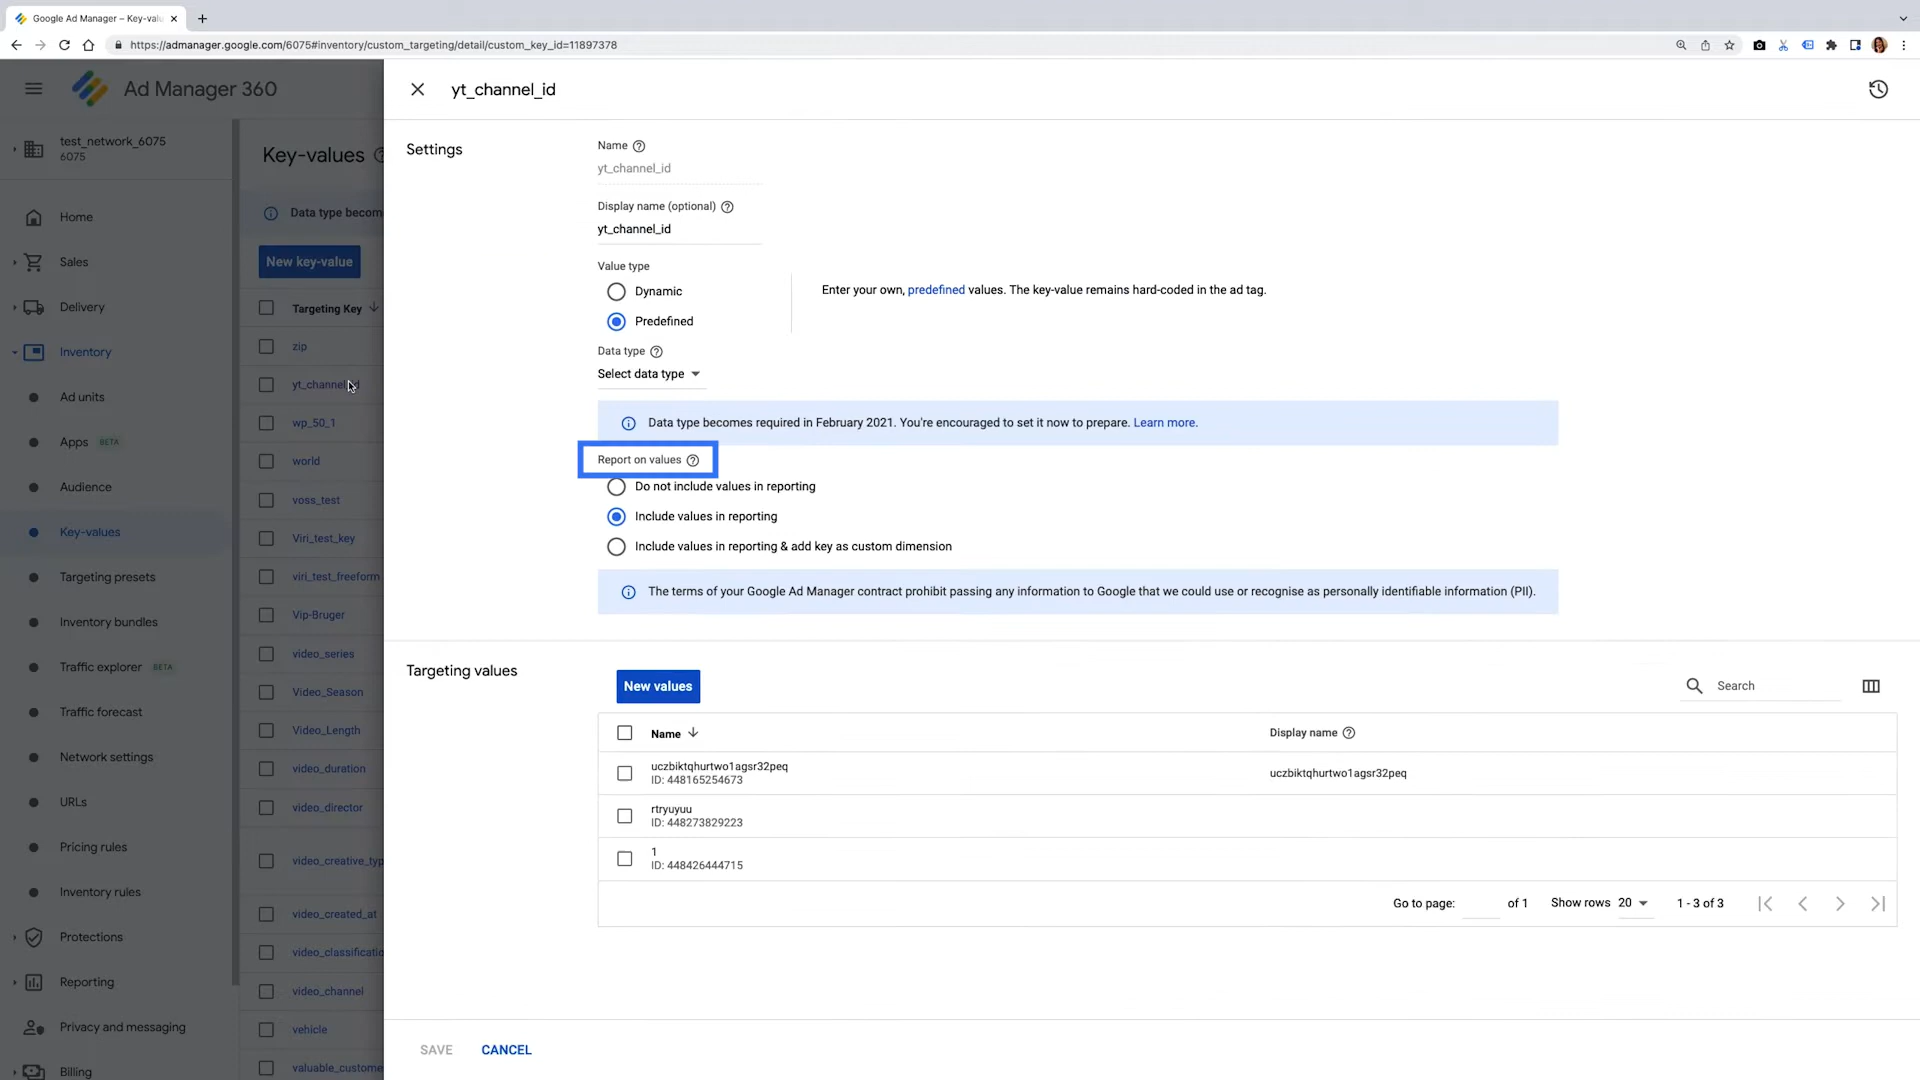 Google Ad Manager – Key-valu
https://admanager.google.com/6075#inventory/custom_targeting/detail/custom_key_id=11897378
Ad Manager 360
test_network_6075
6075
Home
Sales
Delivery
Inventory
Ad units
Apps BETA
Audience
Key-values
Targeting presets
Inventory bundles
Traffic explorer BETA
Traffic forecast
Network settings
URLs
Pricing rules
Inventory rules
Protections
Reporting
Privacy and messaging
Billing
Key-values
Data type becom
New key-value
Targeting Key
zip
yt_channel_id
wp_50_1
world
voss_test
Viri_test_key
viri_test_freeform
Vip-Bruger
video_series
Video_Season
Video_Length
video_duration
video_director
video_creative_typ
video_created_at
video_classificatio
video_channel
vehicle
valuable_custome
yt_channel_id
Settings
Name
yt_channel_id
Display name (optional)
yt_channel_id
Value type
Dynamic
Predefined
Enter your own, predefined values. The key-value remains hard-coded in the ad tag.
Data type
Select data type
Data type becomes required in February 2021. You're encouraged to set it now to prepare. Learn more.
Report on values
Do not include values in reporting
Include values in reporting
Include values in reporting & add key as custom dimension
The terms of your Google Ad Manager contract prohibit passing any information to Google that we could use or recognise as personally identifiable information (PII).
Targeting values
New values
Search
Name Display name
uczbiktqhurtwo1agsr32peq uczbiktqhurtwo1agsr32peq
ID: 448165254673
rtryuyuu
ID: 448273829223
1
ID: 448426444715
Go to page: of 1 Show rows 20 1 - 3 of 3
SAVE CANCEL